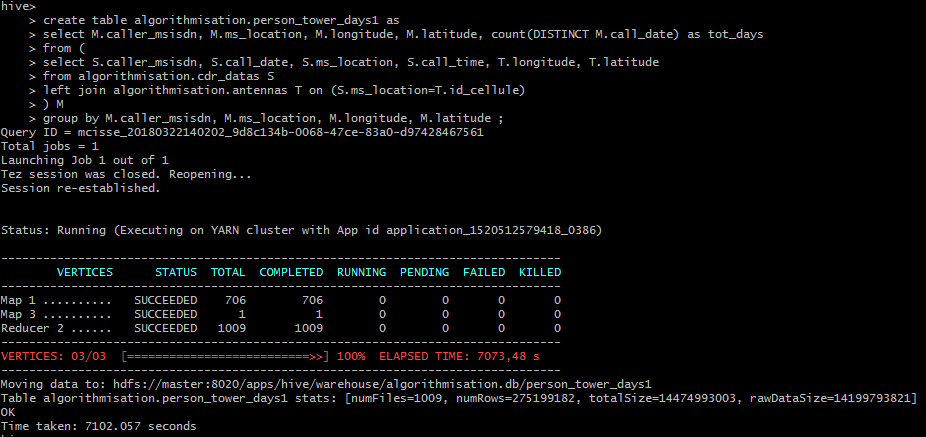 hive>
    > create table algorithmisation.person_tower_days1 as
    > select M.caller_msisdn, M.ms_location, M.longitude, M.latitude, count(DISTINCT M.call_date) as tot_days
    > from (
    > select S.caller_msisdn, S.call_date, S.ms_location, S.call_time, T.longitude, T.latitude
    > from algorithmisation.cdr_datas S
    > left join algorithmisation.antennas T on (S.ms_location=T.id_cellule)
    > ) M
    > group by M.caller_msisdn, M.ms_location, M.longitude, M.latitude ;
Query ID = mcisse_20180322140202_9d8c134b-0068-47ce-83a0-d97428467561
Total jobs = 1
Launching Job 1 out of 1
Tez session was closed. Reopening...
Session re-established.
Status: Running (Executing on YARN cluster with App id application_1520512579418_0386)
--------------------------------------------------------------------------------
        VERTICES      STATUS  TOTAL  COMPLETED  RUNNING  PENDING  FAILED  KILLED
--------------------------------------------------------------------------------
Map 1 ..........   SUCCEEDED    706        706        0        0       0       0
Map 3 ..........   SUCCEEDED      1          1        0        0       0       0
Reducer 2 ......   SUCCEEDED   1009       1009        0        0       0       0
--------------------------------------------------------------------------------
VERTICES: 03/03  [==========================>>] 100%  ELAPSED TIME: 7073,48 s
--------------------------------------------------------------------------------
Moving data to: hdfs://master:8020/apps/hive/warehouse/algorithmisation.db/person_tower_days1
Table algorithmisation.person_tower_days1 stats: [numFiles=1009, numRows=275199182, totalSize=14474993003, rawDataSize=14199793821]
OK
Time taken: 7102.057 seconds